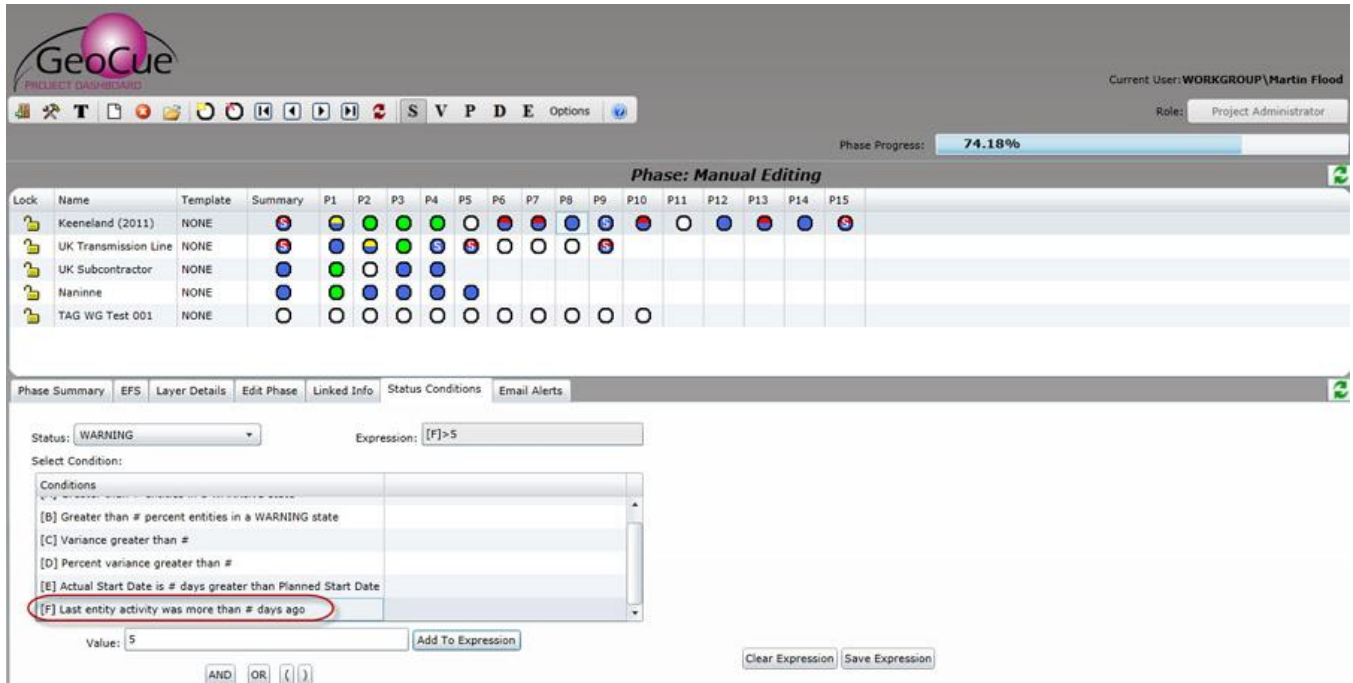 GeoCue
PROJECT DASHBOARD
Current User: WORKGROUP\Martin Flood
T S V P D E Options ?
Role: Project Administrator
Phase Progress: 74.18%
Phase: Manual Editing
Lock Name Template Summary P1 P2 P3 P4 P5 P6 P7 P8 P9 P10 P11 P12 P13 P14 P15
Keeneland (2011) NONE S S S
UK Transmission Line NONE S S S S
UK Subcontractor NONE
Naninne NONE
TAG WG Test 001 NONE
Phase Summary EFS Layer Details Edit Phase Linked Info Status Conditions Email Alerts
Status: WARNING Expression: [F]>5
Select Condition:
Conditions
[B] Greater than # percent entities in a WARNING state
[C] Variance greater than #
[D] Percent variance greater than #
[E] Actual Start Date is # days greater than Planned Start Date
[F] Last entity activity was more than # days ago
Value: 5 Add To Expression
Clear Expression Save Expression
AND OR ( )